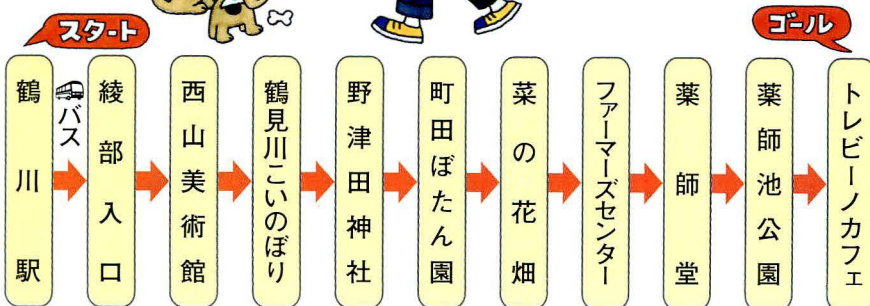 スタート
ゴール
鶴川駅
バス
綾部入口
西山美術館
鶴見川こいのぼり
野津田神社
町田ぼたん園
菜の花畑
ファーマーズセンター
薬師堂
薬師池公園
トレビーノカフェ